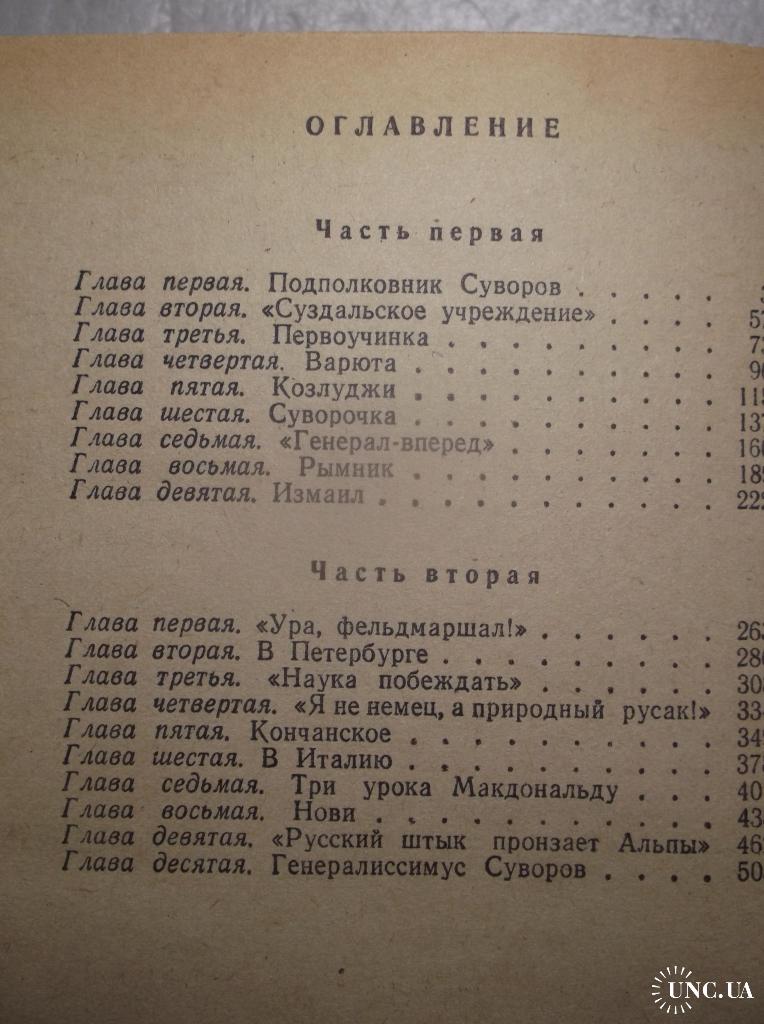 ОГЛАВЛЕНИЕ
Часть первая
Глава первая. Подполковник Суворов . . . . .
Глава вторая. «Суздальское учреждение» . . . .
Глава третья. Первоучинка . . . . . . . . . .
Глава четвертая. Варюта . . . . . . . . . . .
Глава пятая. Козлуджи . . . . . . . . . . .
Глава шестая. Суворочка . . . . . . . . . . . 137
Глава седьмая. «Генерал-вперед» . . . . . . .
Глава восьмая. Рымник . . . . . . . . . . .
Глава девятая. Измаил . . . . . . . . . . . . 222
Часть вторая
Глава первая. «Ура, фельдмаршал!» . . . . . . 263
Глава вторая. В Петербурге . . . . . . . . .
Глава третья. «Наука побеждать» . . . . . .
Глава четвертая. «Я не немец, а природный русак!»
Глава пятая. Кончанское . . . . . . . . . .
Глава шестая. В Италию . . . . . . . . . .
Глава седьмая. Три урока Макдональду . . .
Глава восьмая. Нови . . . . . . . . . . . .
Глава девятая. «Русский штык пронзает Альпы»
Глава десятая. Генералиссимус Суворов . . . .
UNC.UA